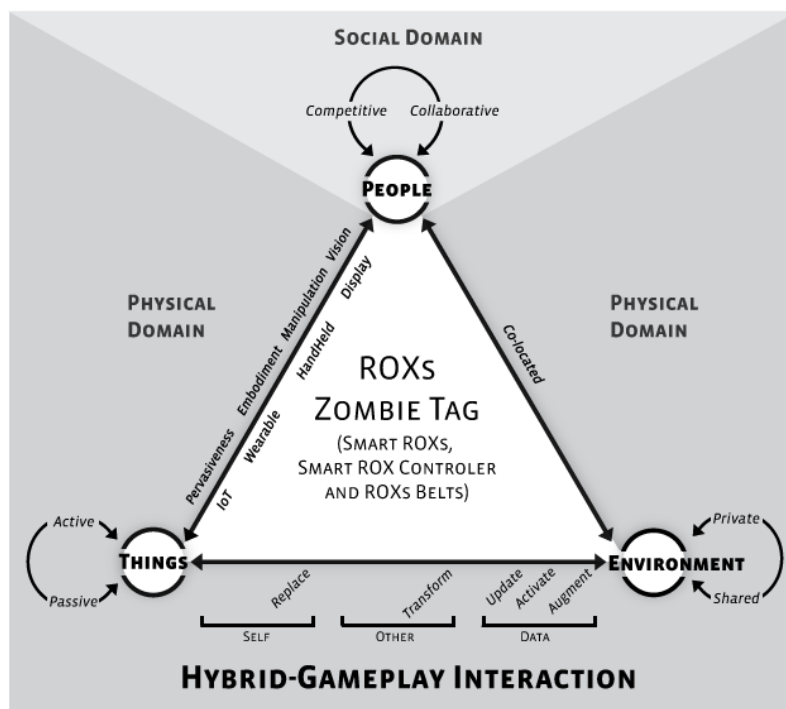 SOCIAL DOMAIN
Competitive
Collaborative
PEOPLE
PHYSICAL
DOMAIN
PHYSICAL
DOMAIN
Vision
Manipulation
Embodiment
Pervasiveness
Display
HandHeld
Wearable
IoT
Co-located
ROXs
ZOMBIE TAG
(SMART ROXs,
SMART ROX CONTROLER
AND ROXs BELTS)
Active
THINGS
Passive
Private
ENVIRONMENT
Shared
Replace
Transform
Update
Activate
Augment
SELF
OTHER
DATA
HYBRID-GAMEPLAY INTERACTION